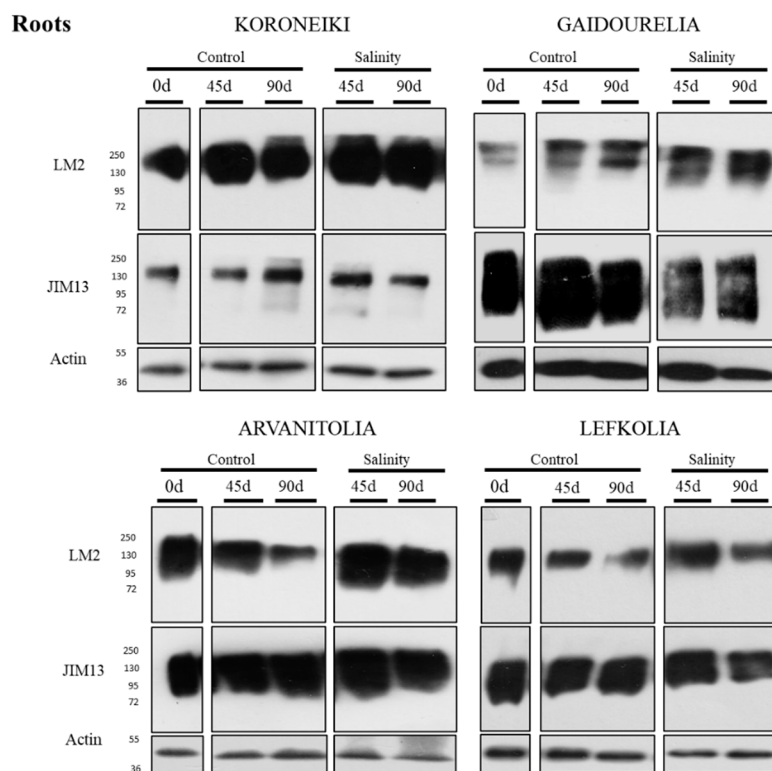 Roots
KORONEIKI
GAIDOURELIA
Control
Salinity
Control
Salinity
0d
45d
90d
45d
90d
0d
45d
90d
45d
90d
LM2
250
130
95
72
JIM13
250
130
95
72
Actin
55
36
ARVANITOLIA
LEFKOLIA
Control
Salinity
Control
Salinity
0d
45d
90d
45d
90d
0d
45d
90d
45d
90d
LM2
250
130
95
72
JIM13
250
130
95
72
Actin
55
36